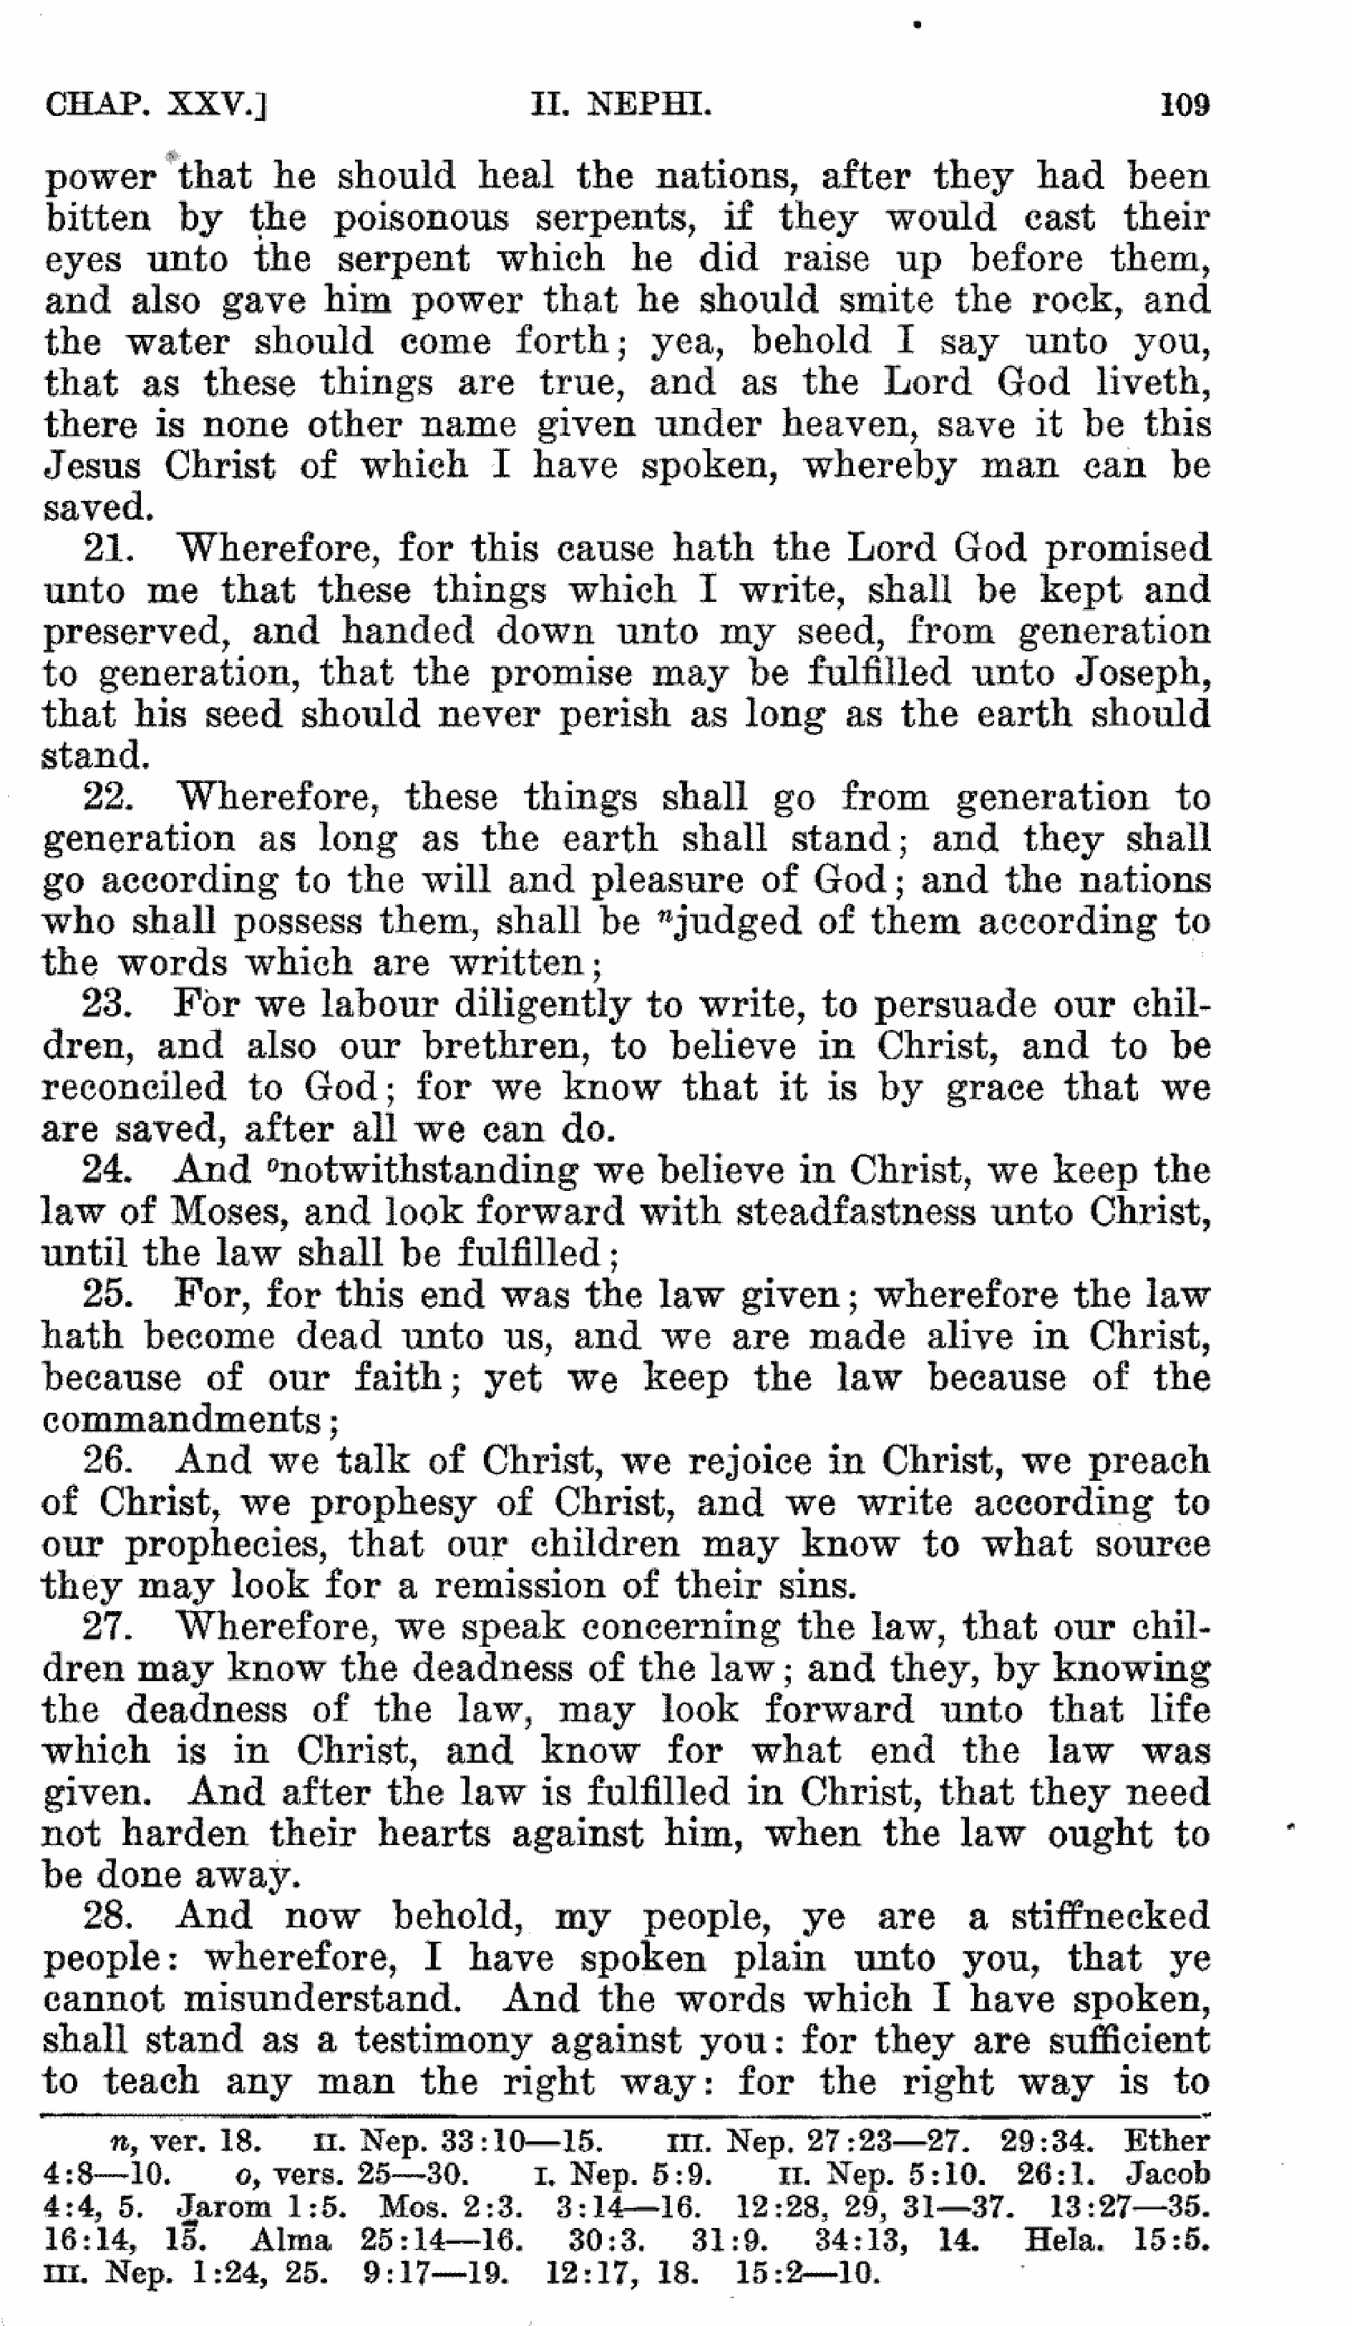 CHAP. XXV.] II. NEPHI. 109
power that he should heal the nations, after they had been
bitten by the poisonous serpents, if they would cast their
eyes unto the serpent which he did raise up before them,
and also gave him power that he should smite the rock, and
the water should come forth; yea, behold I say unto you,
that as these things are true, and as the Lord God liveth,
there is none other name given under heaven, save it be this
Jesus Christ of which I have spoken, whereby man can be
saved.
21. Wherefore, for this cause hath the Lord God promised
unto me that these things which I write, shall be kept and
preserved, and handed down unto my seed, from generation
to generation, that the promise may be fulfilled unto Joseph,
that his seed should never perish as long as the earth should
stand.
22. Wherefore, these things shall go from generation to
generation as long as the earth shall stand; and they shall
go according to the will and pleasure of God; and the nations
who shall possess them, shall be ⁿjudged of them according to
the words which are written;
23. For we labour diligently to write, to persuade our chil-
dren, and also our brethren, to believe in Christ, and to be
reconciled to God; for we know that it is by grace that we
are saved, after all we can do.
24. And ᵒnotwithstanding we believe in Christ, we keep the
law of Moses, and look forward with steadfastness unto Christ,
until the law shall be fulfilled;
25. For, for this end was the law given; wherefore the law
hath become dead unto us, and we are made alive in Christ,
because of our faith; yet we keep the law because of the
commandments;
26. And we talk of Christ, we rejoice in Christ, we preach
of Christ, we prophesy of Christ, and we write according to
our prophecies, that our children may know to what source
they may look for a remission of their sins.
27. Wherefore, we speak concerning the law, that our chil-
dren may know the deadness of the law; and they, by knowing
the deadness of the law, may look forward unto that life
which is in Christ, and know for what end the law was
given. And after the law is fulfilled in Christ, that they need
not harden their hearts against him, when the law ought to
be done away.
28. And now behold, my people, ye are a stiffnecked
people: wherefore, I have spoken plain unto you, that ye
cannot misunderstand. And the words which I have spoken,
shall stand as a testimony against you: for they are sufficient
to teach any man the right way: for the right way is to
n, ver. 18. II. Nep. 33:10—15. III. Nep. 27:23—27. 29:34. Ether
4:8—10. o, vers. 25—30. I. Nep. 5:9. II. Nep. 5:10. 26:1. Jacob
4:4, 5. Jarom 1:5. Mos. 2:3. 3:14—16. 12:28, 29, 31—37. 13:27—35.
16:14, 15. Alma 25:14—16. 30:3. 31:9. 34:13, 14. Hela. 15:5.
III. Nep. 1:24, 25. 9:17—19. 12:17, 18. 15:2—10.